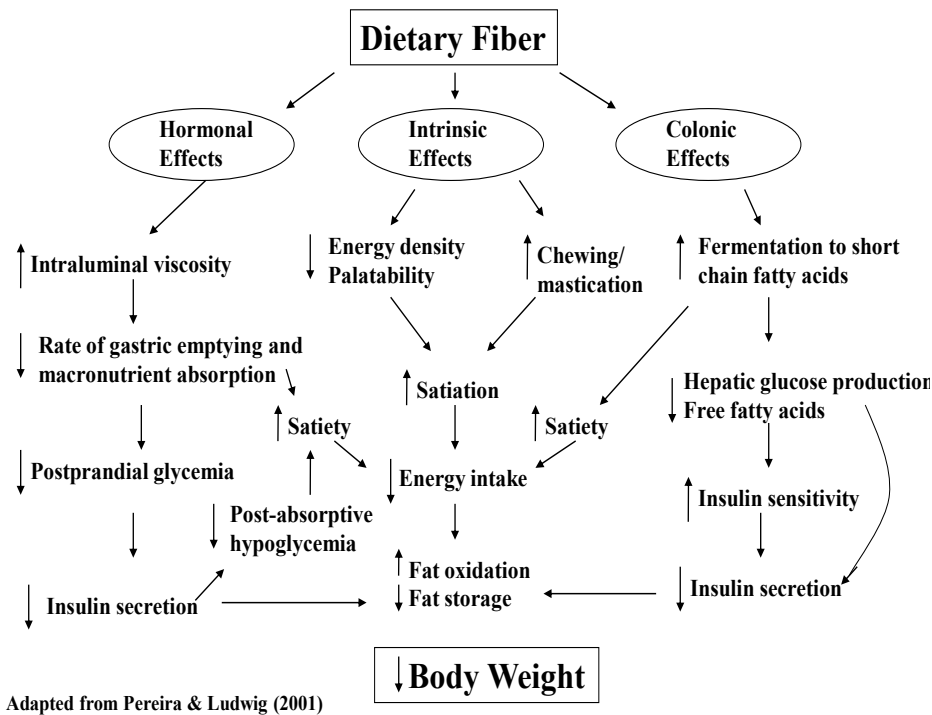 Dietary Fiber
Hormonal
Effects
Intrinsic
Effects
Colonic
Effects
Intraluminal viscosity
Energy density
Palatability
Chewing/
mastication
Fermentation to short
chain fatty acids
Rate of gastric emptying and
macronutrient absorption
Satiety
Satiation
Satiety
Hepatic glucose production
Free fatty acids
Postprandial glycemia
Energy intake
Insulin sensitivity
Post-absorptive
hypoglycemia
Fat oxidation
Fat storage
Insulin secretion
Insulin secretion
Body Weight
Adapted from Pereira & Ludwig (2001)